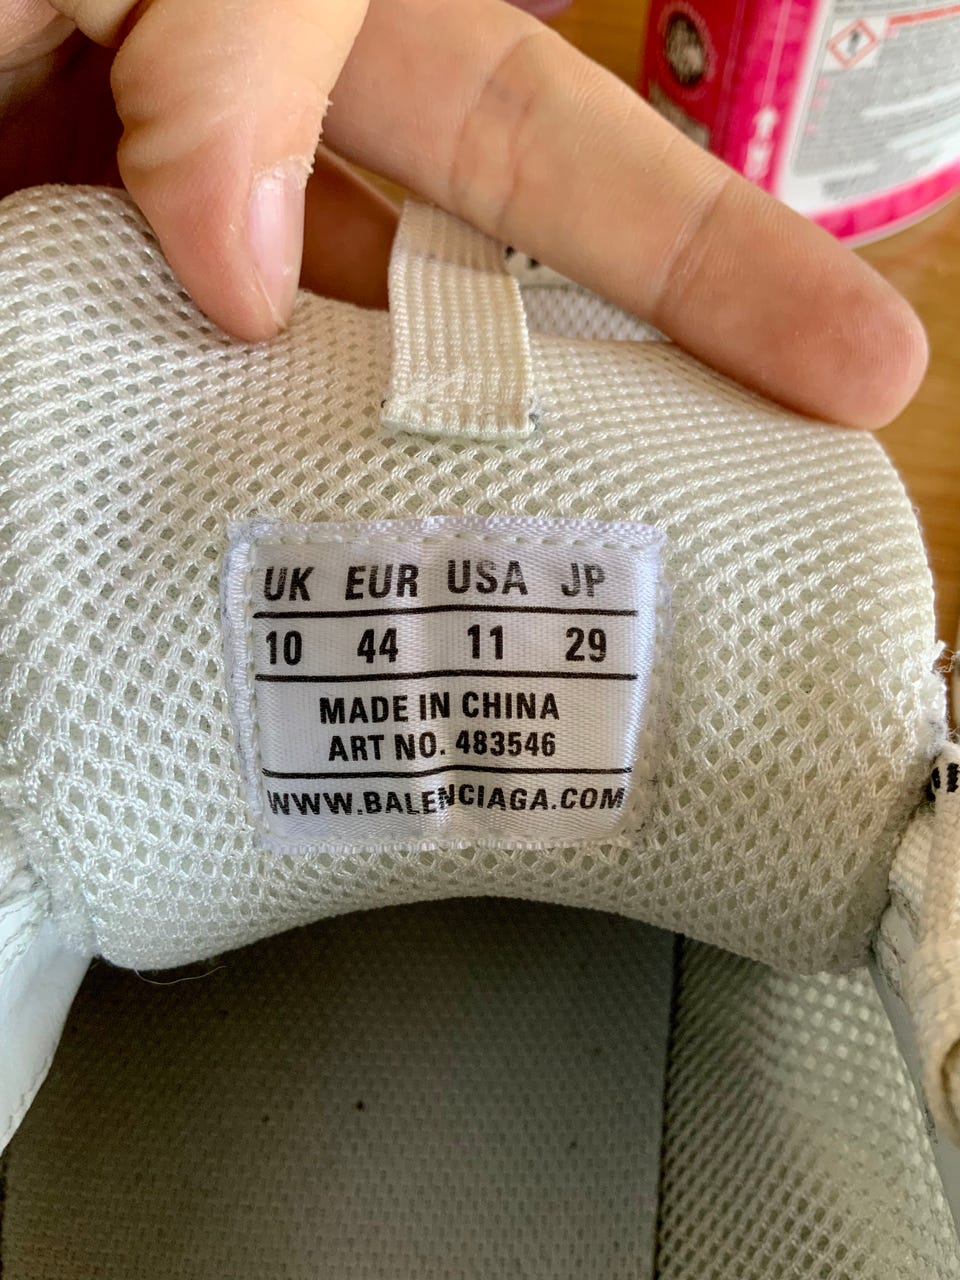 UK EUR USA JP
10 44 11 29
MADE IN CHINA
ART NO. 483546
WWW.BALENCIAGA.COM